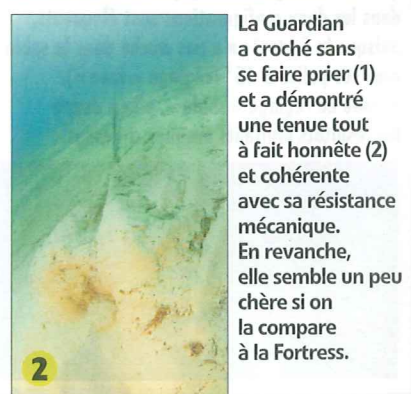 La Guardian
a croché sans
se faire prier (1)
et a démontré
une tenue tout
à fait honnête (2)
et cohérente
avec sa résistance
mécanique.
En revanche,
elle semble un peu
chère si on
la compare
à la Fortress.
2